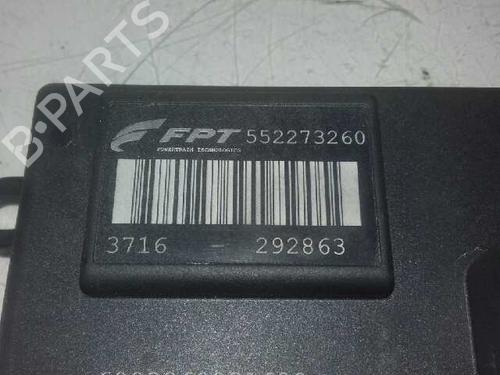 B-PARTS
FPT 552273260
POWERTRAIN TECHNOLOGIES
3716 - 292863